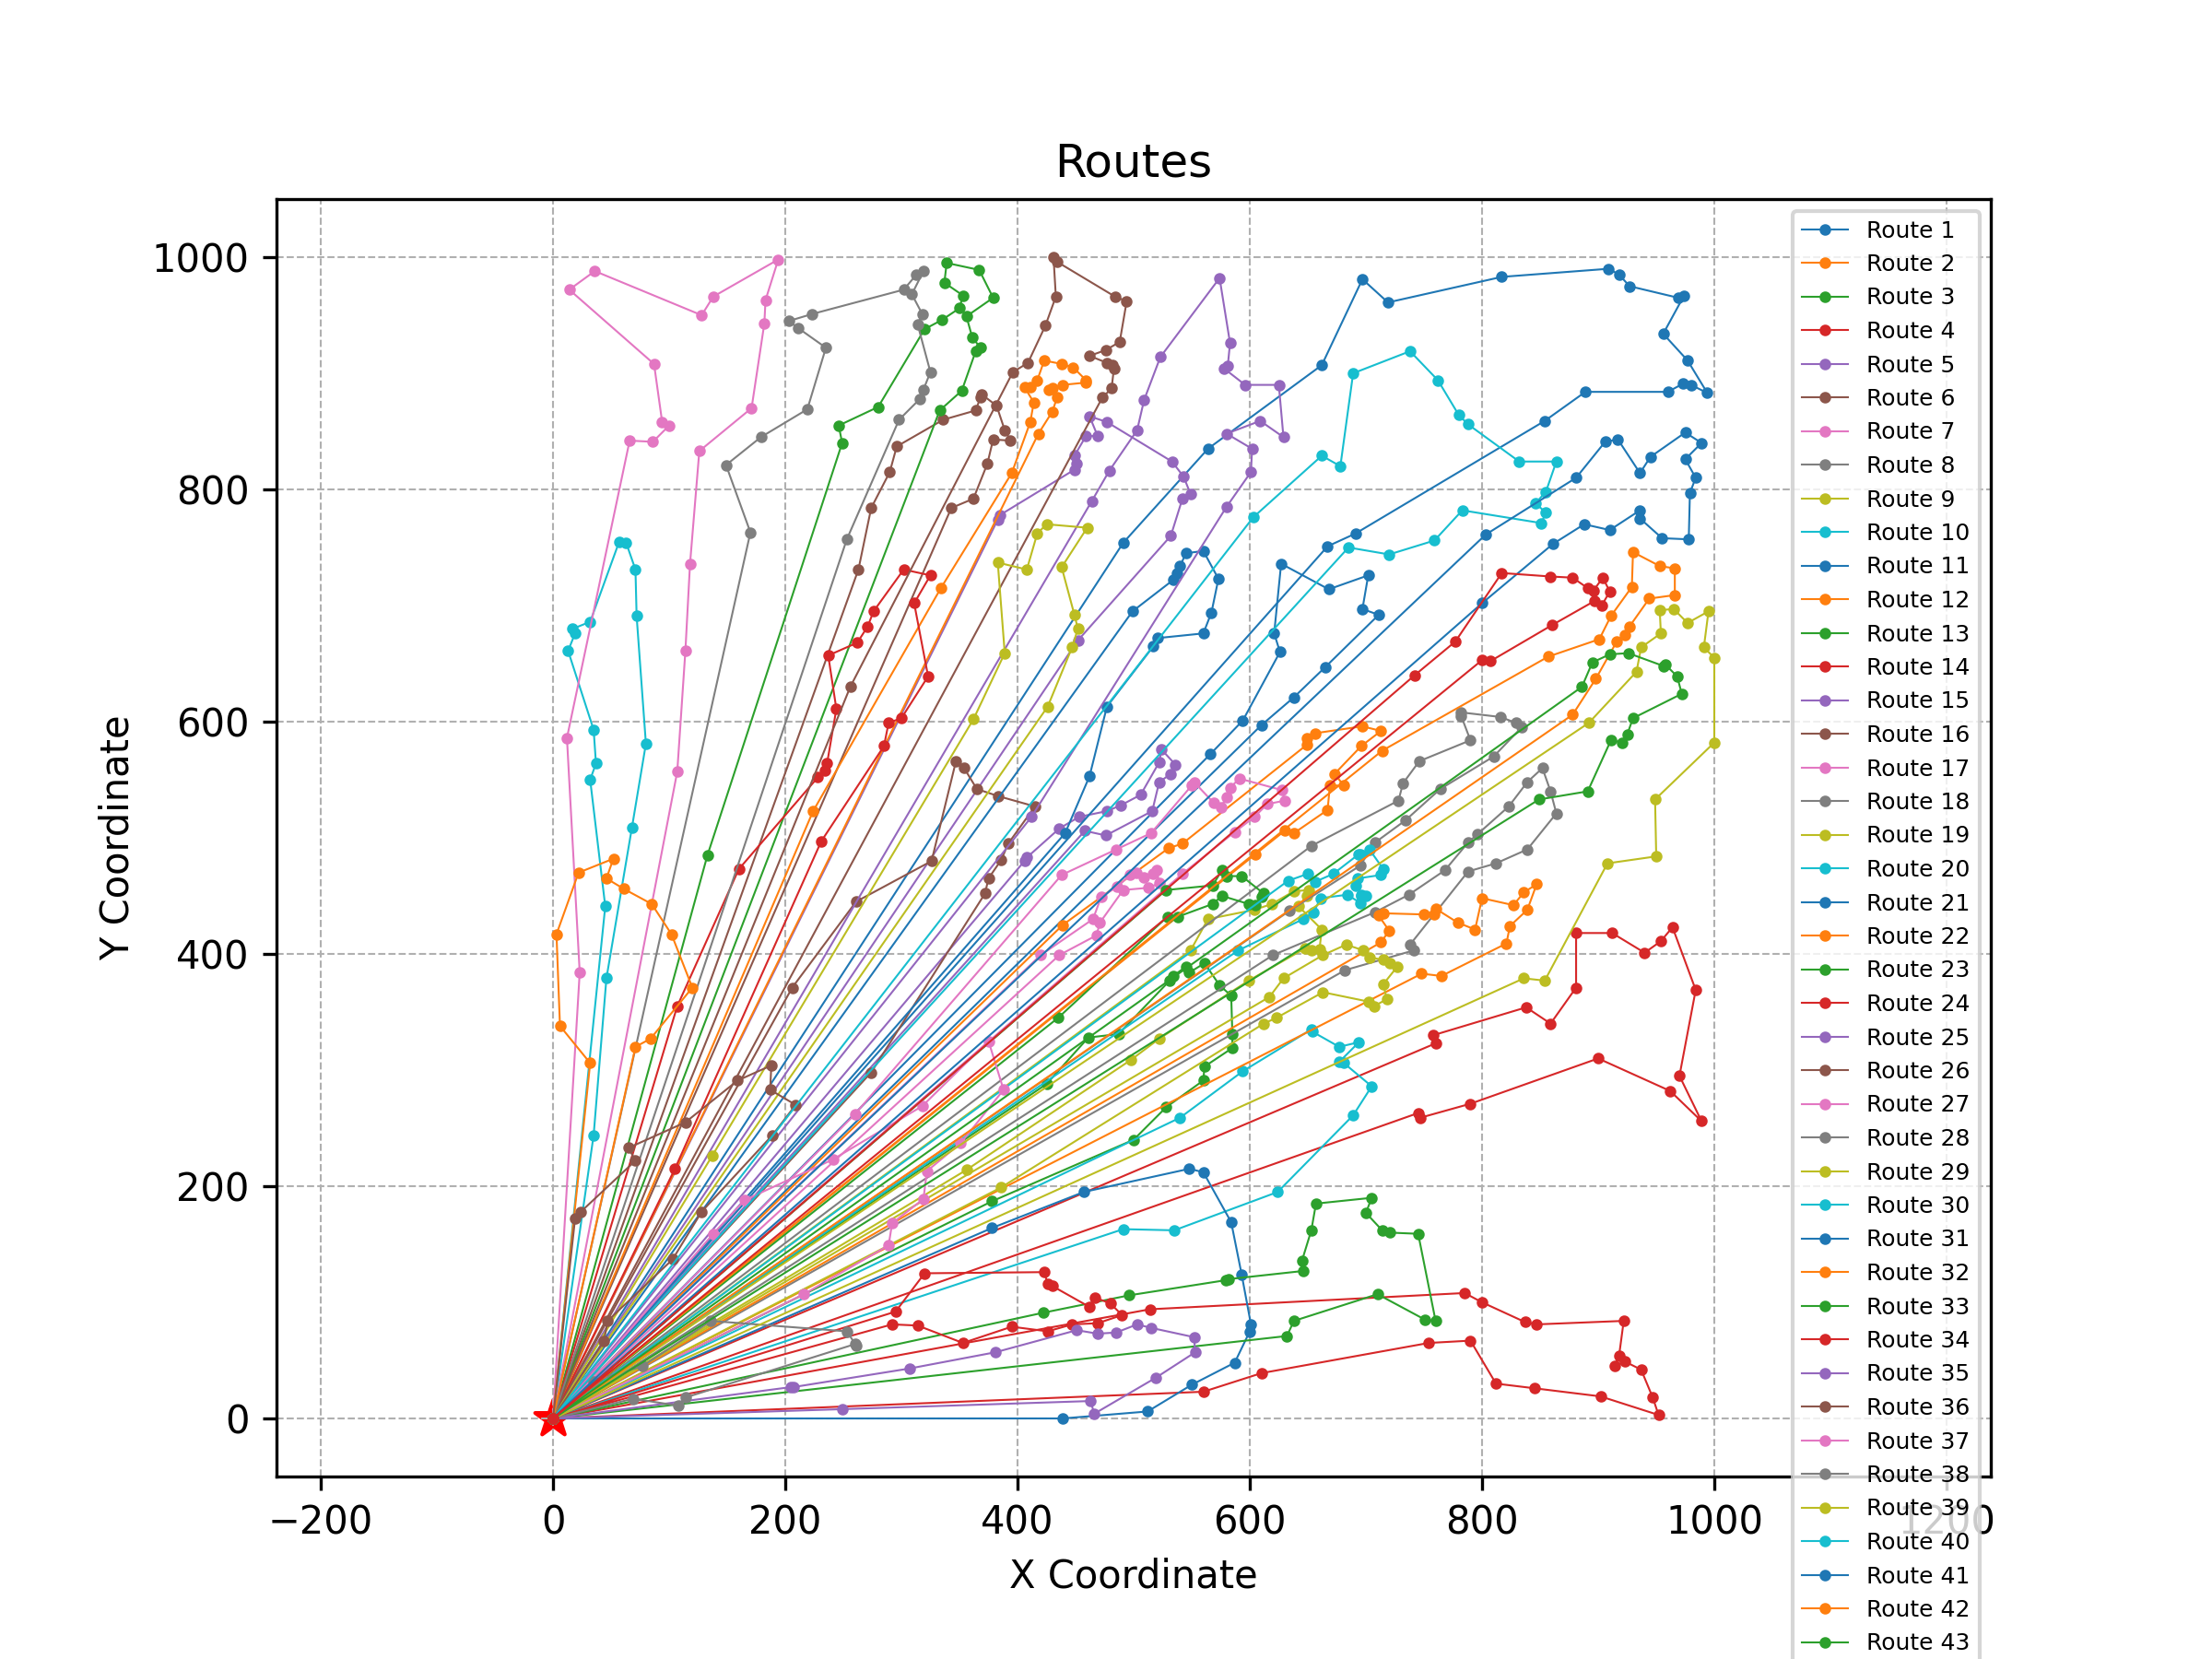 Routes
Y Coordinate
1000
800
600
400
200
0
−200
0
200
400
600
800
1000
1200
X Coordinate
Route 1
Route 2
Route 3
Route 4
Route 5
Route 6
Route 7
Route 8
Route 9
Route 10
Route 11
Route 12
Route 13
Route 14
Route 15
Route 16
Route 17
Route 18
Route 19
Route 20
Route 21
Route 22
Route 23
Route 24
Route 25
Route 26
Route 27
Route 28
Route 29
Route 30
Route 31
Route 32
Route 33
Route 34
Route 35
Route 36
Route 37
Route 38
Route 39
Route 40
Route 41
Route 42
Route 43